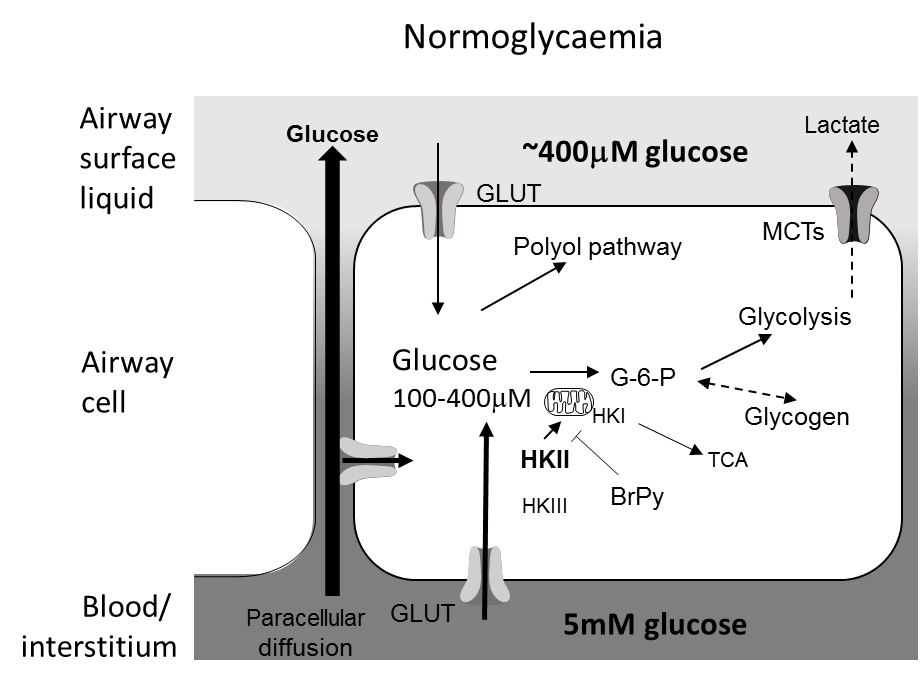 Normoglycaemia
Airway
surface
liquid
Glucose
~400μM glucose
Lactate
GLUT
MCTs
Polyol pathway
Glycolysis
Airway
cell
Glucose
100-400μM
G-6-P
Glycogen
HKI
HKII
TCA
HKIII
BrPy
Blood/
interstitium
Paracellular
diffusion
GLUT
5mM glucose